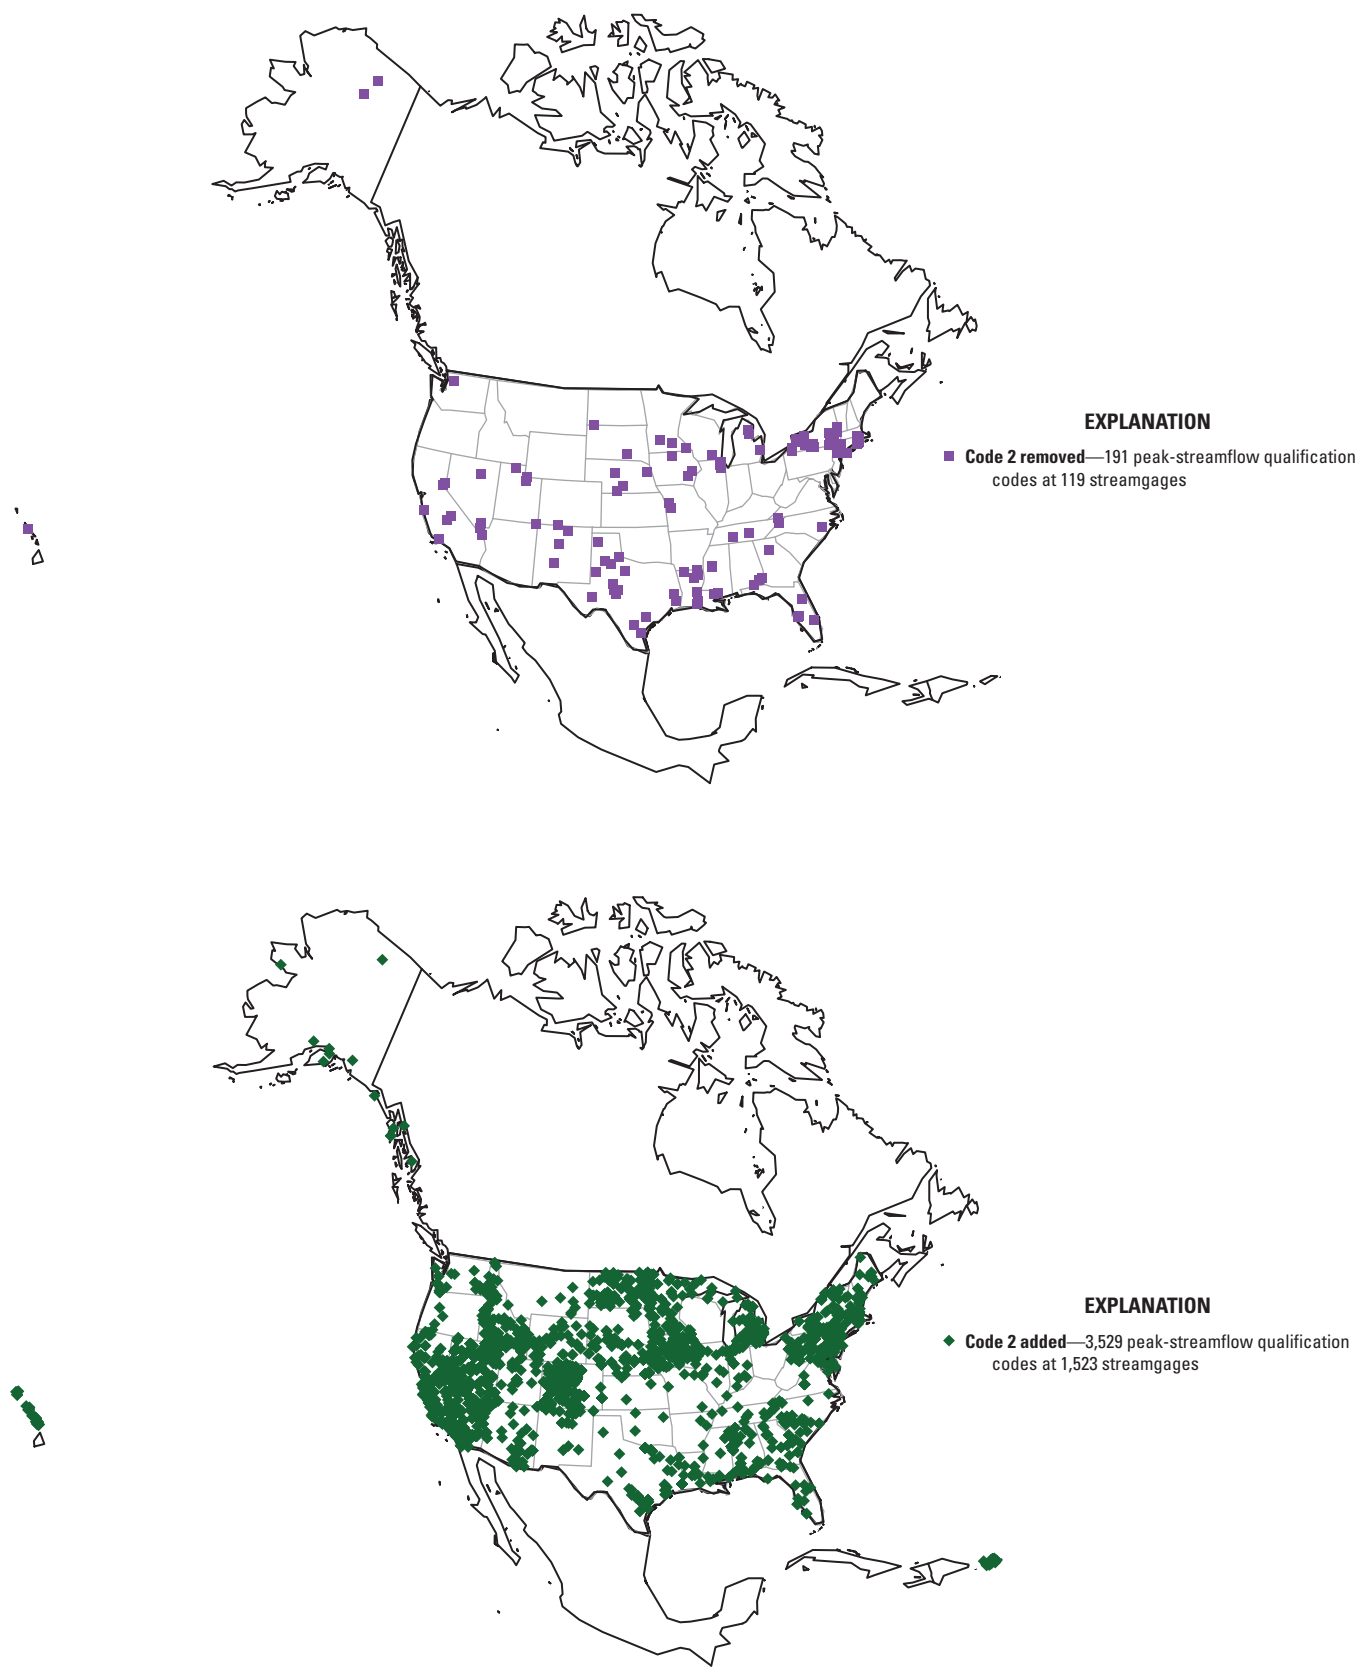 EXPLANATION
Code 2 removed—191 peak-streamflow qualification
codes at 119 streamgages
EXPLANATION
Code 2 added—3,529 peak-streamflow qualification
codes at 1,523 streamgages